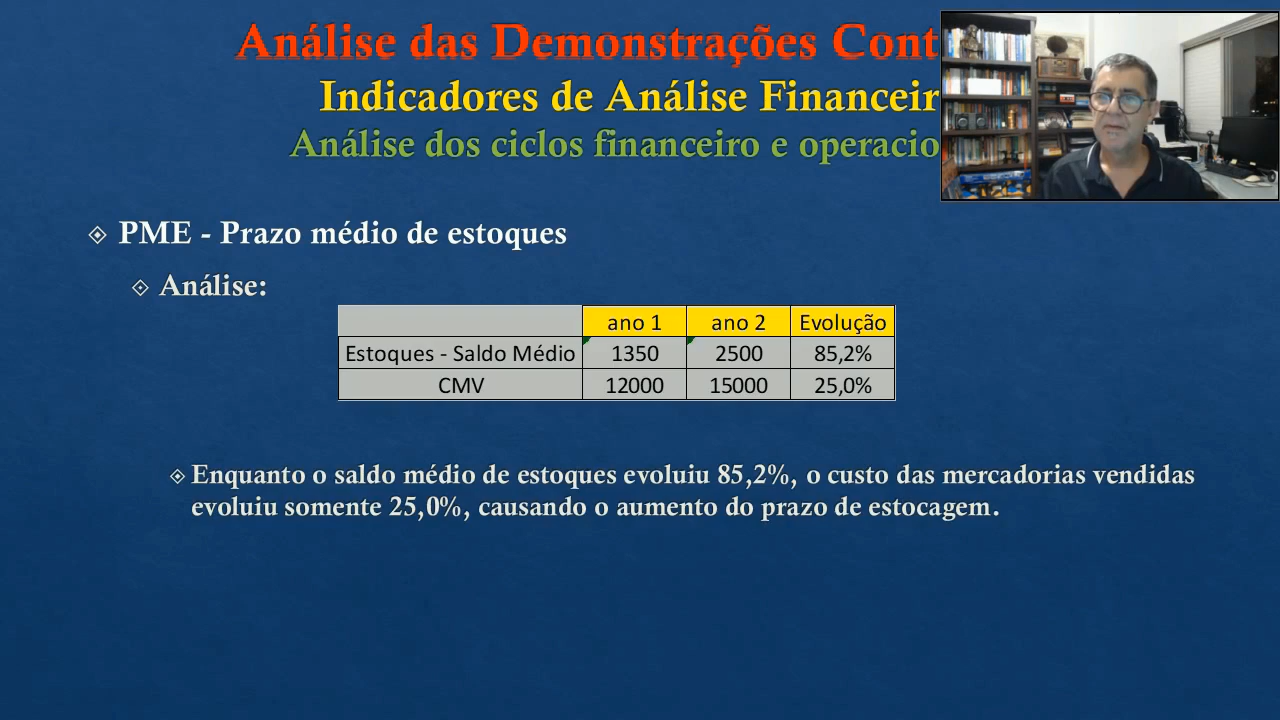 Análise das Demonstrações Cont
Indicadores de Análise Financeir
Análise dos ciclos financeiro e operacio
PME - Prazo médio de estoques
Análise:
ano 1 ano 2 Evolução
Estoques - Saldo Médio 1350 2500 85,2%
CMV 12000 15000 25,0%
Enquanto o saldo médio de estoques evoluiu 85,2%, o custo das mercadorias vendidas
evoluiu somente 25,0%, causando o aumento do prazo de estocagem.